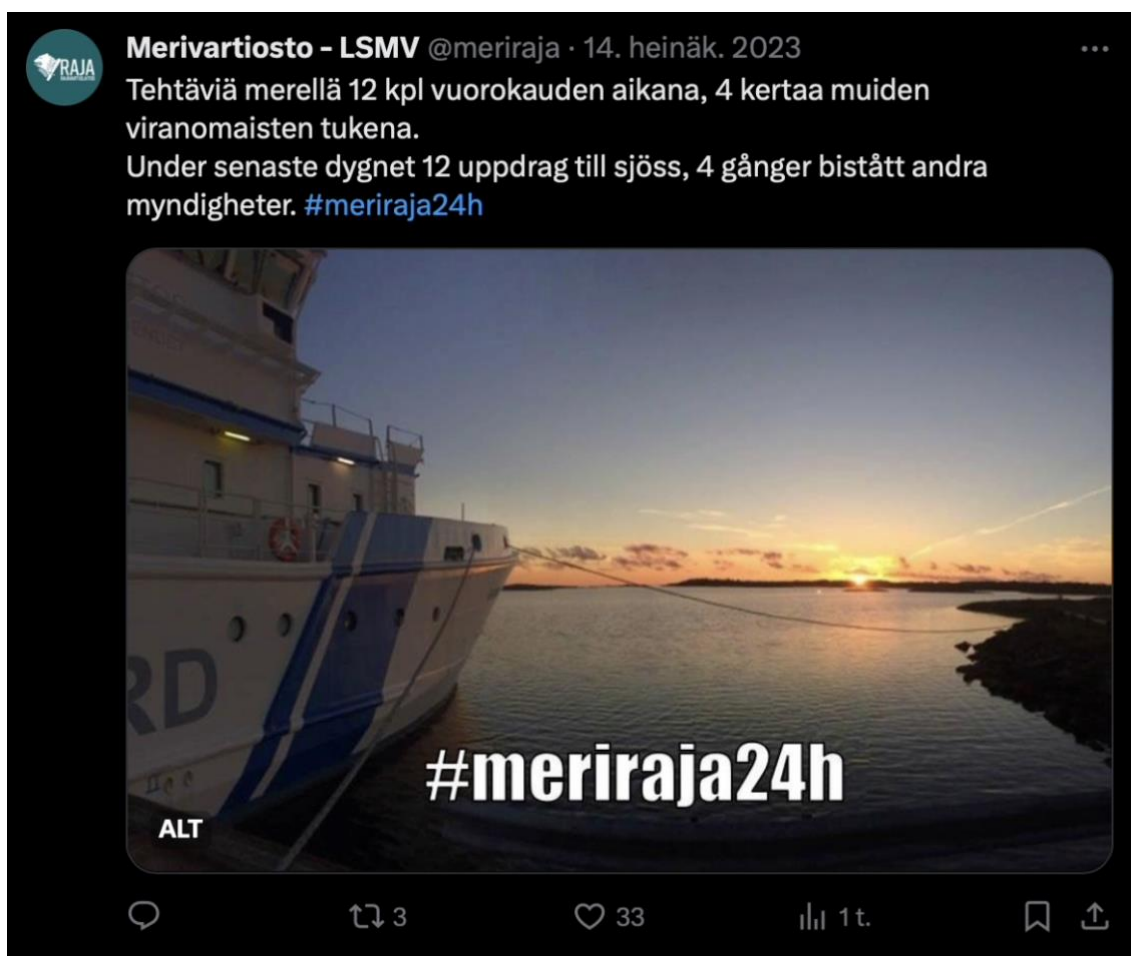 RAJA
Merivartiosto - LSMV @meriraja · 14. heinäk. 2023
Tehtäviä merellä 12 kpl vuorokauden aikana, 4 kertaa muiden
viranomaisten tukena.
Under senaste dygnet 12 uppdrag till sjöss, 4 gånger bistått andra
myndigheter. #meriraja24h
RD
#meriraja24h
ALT
3 33 1 t.